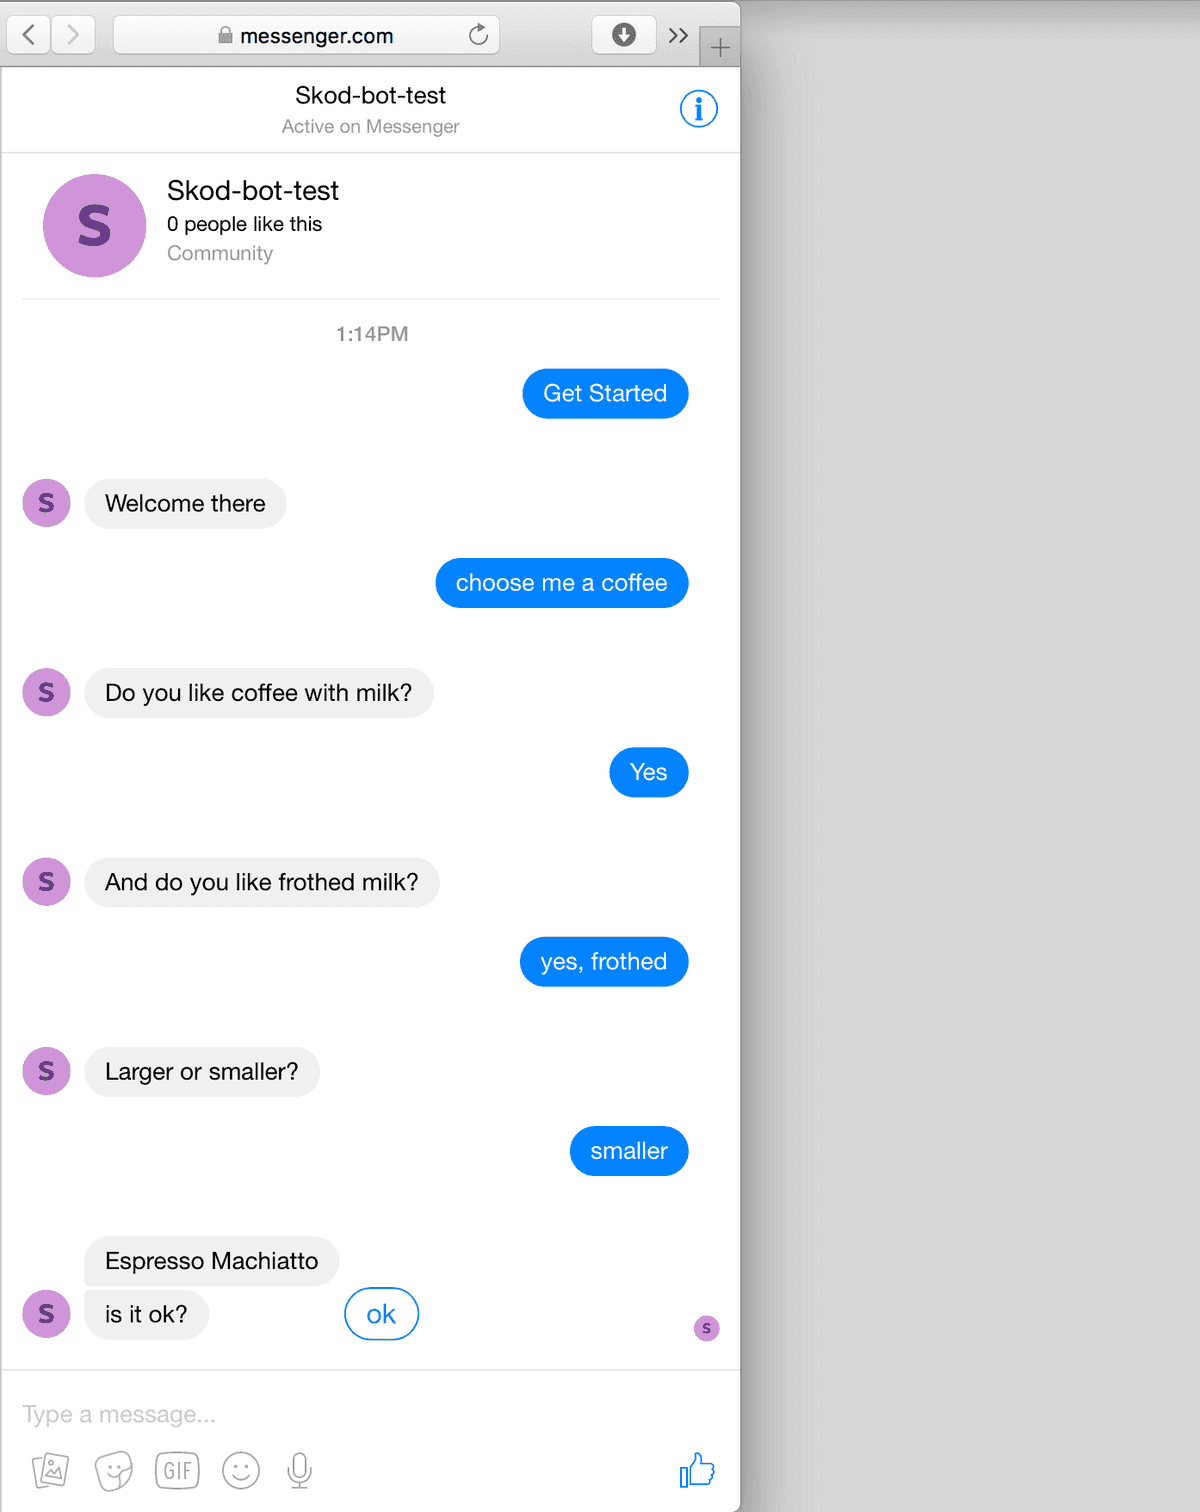 messenger.com
Skod-bot-test
Active on Messenger
S
Skod-bot-test
0 people like this
Community
1:14PM
Get Started
S
Welcome there
choose me a coffee
S
Do you like coffee with milk?
Yes
S
And do you like frothed milk?
yes, frothed
S
Larger or smaller?
smaller
Espresso Machiatto
S
is it ok?
ok
S
Type a message...
GIF